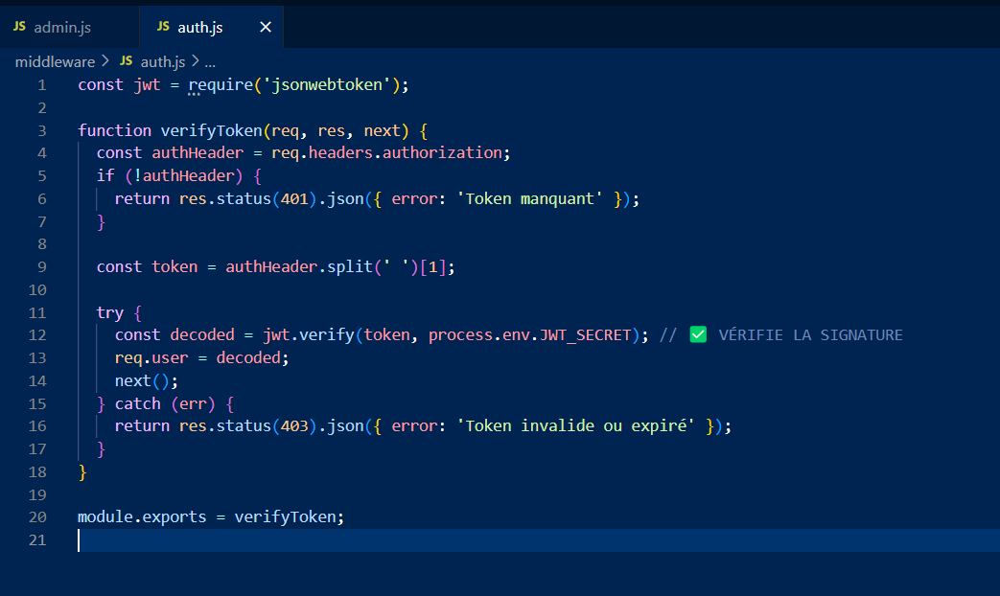 JS admin.js JS auth.js ×
middleware > JS auth.js > ...
1 const jwt = require('jsonwebtoken');
2
3 function verifyToken(req, res, next) {
4 const authHeader = req.headers.authorization;
5 if (!authHeader) {
6 return res.status(401).json({ error: 'Token manquant' });
7 }
8
9 const token = authHeader.split(' ')[1];
10
11 try {
12 const decoded = jwt.verify(token, process.env.JWT_SECRET); // ✅ VÉRIFIE LA SIGNATURE
13 req.user = decoded;
14 next();
15 } catch (err) {
16 return res.status(403).json({ error: 'Token invalide ou expiré' });
17 }
18 }
19
20 module.exports = verifyToken;
21